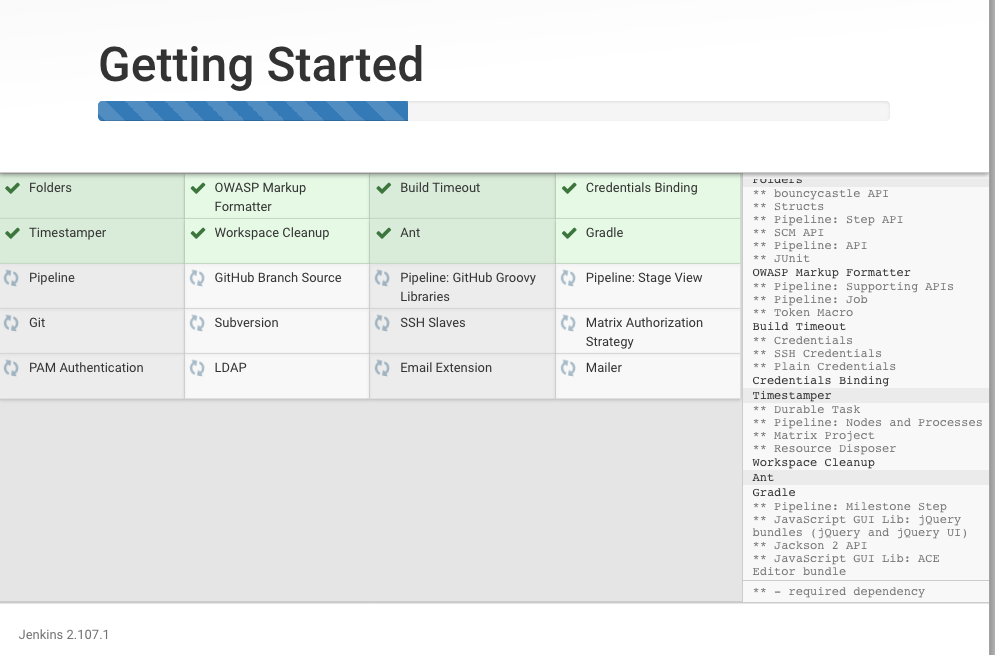 Getting Started
Folders
OWASP Markup
Formatter
Build Timeout
Credentials Binding
Timestamper
Workspace Cleanup
Ant
Gradle
Pipeline
GitHub Branch Source
Pipeline: GitHub Groovy
Libraries
Pipeline: Stage View
Git
Subversion
SSH Slaves
Matrix Authorization
Strategy
PAM Authentication
LDAP
Email Extension
Mailer
Folders
** bouncycastle API
** Structs
** Pipeline: Step API
** SCM API
** Pipeline: API
** JUnit
OWASP Markup Formatter
** Pipeline: Supporting APIs
** Pipeline: Job
** Token Macro
Build Timeout
** Credentials
** SSH Credentials
** Plain Credentials
Credentials Binding
Timestamper
** Durable Task
** Pipeline: Nodes and Processes
** Matrix Project
** Resource Disposer
Workspace Cleanup
Ant
Gradle
** Pipeline: Milestone Step
** JavaScript GUI Lib: jQuery
bundles (jQuery and jQuery UI)
** Jackson 2 API
** JavaScript GUI Lib: ACE
Editor bundle
** - required dependency
Jenkins 2.107.1